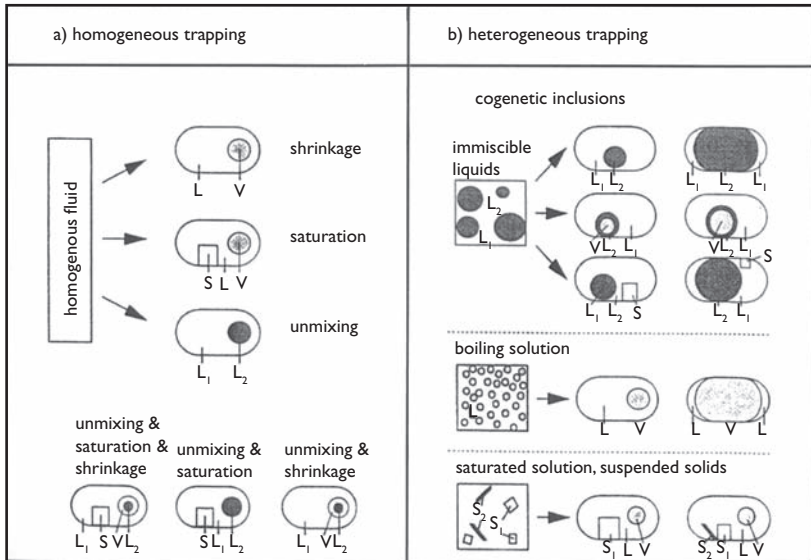 a) homogeneous trapping
homogenous fluid
shrinkage
L V
saturation
S L V
unmixing
L₁ L₂
unmixing &
saturation &
shrinkage
L₁ S V L₂
unmixing &
saturation
S L₁ L₂
unmixing &
shrinkage
L₁ V L₂
b) heterogeneous trapping
cogenetic inclusions
immiscible
liquids
L₂
L₁
L₁ L₂
L₁ L₂ L₁
V L₂ L₁
V L₂ L₁
L₁ L₂ S
S
L₂ L₁
boiling solution
L
L V
L V L
saturated solution, suspended solids
S₂ S₁
S₁ L V
S₂ S₁ L V